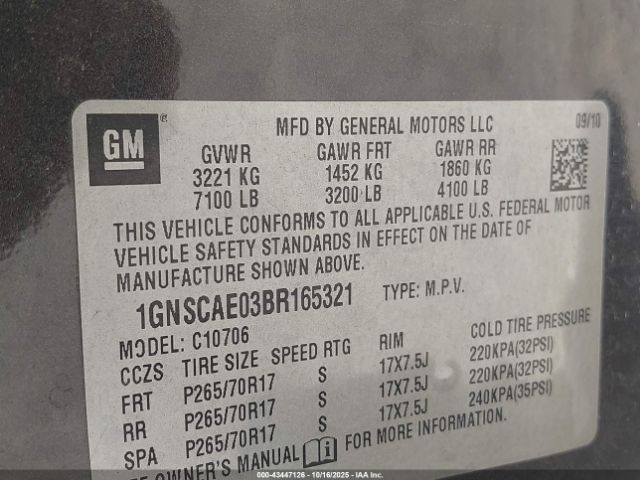 GM ® MFD BY GENERAL MOTORS LLC 09/10
GVWR GAWR FRT GAWR RR
3221 KG 1452 KG 1860 KG
7100 LB 3200 LB 4100 LB
THIS VEHICLE CONFORMS TO ALL APPLICABLE U.S. FEDERAL MOTOR
VEHICLE SAFETY STANDARDS IN EFFECT ON THE DATE OF
MANUFACTURE SHOWN ABOVE.
1GNSCAE03BR165321 TYPE: M.P.V.
MODEL: C10706
CCZS TIRE SIZE SPEED RTG RIM COLD TIRE PRESSURE
FRT P265/70R17 S 17X7.5J 220KPA(32PSI)
RR P265/70R17 S 17X7.5J 220KPA(32PSI)
SPA P265/70R17 S 17X7.5J 240KPA(35PSI)
OWNER'S MANUAL FOR MORE INFORMATION.
000-43447126 | 10/16/2025 | Copyright IAA, Inc.